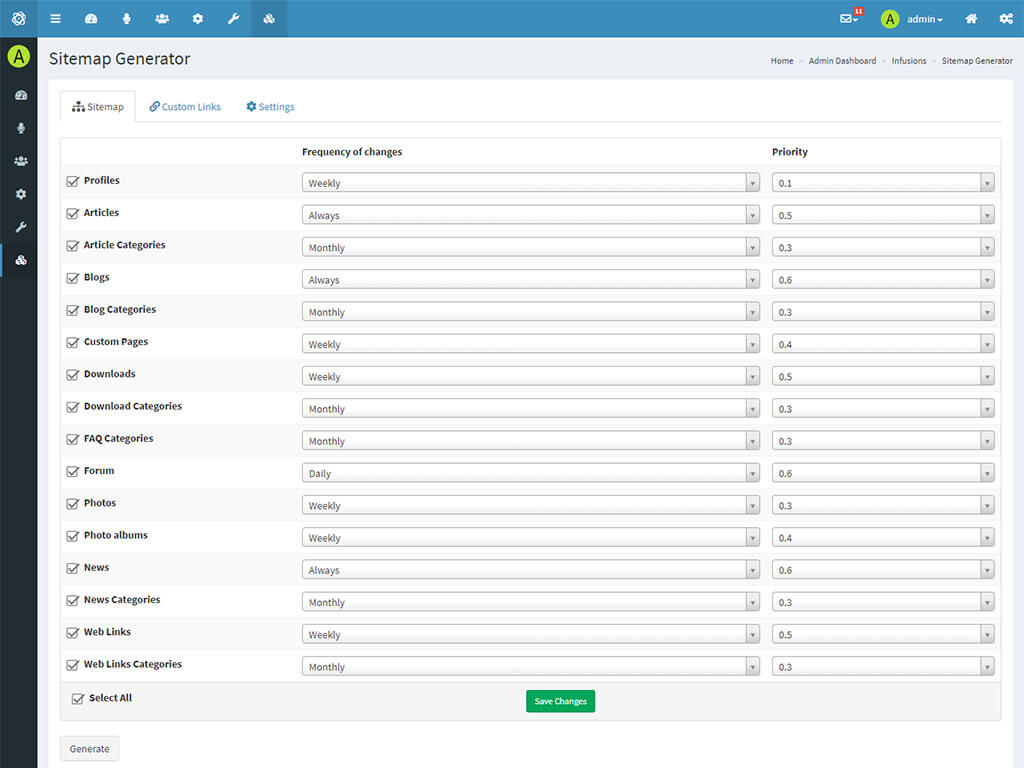 11
A admin
A Sitemap Generator Home > Admin Dashboard > Infusions > Sitemap Generator
Sitemap Custom Links Settings
Frequency of changes Priority
Profiles Weekly 0.1
Articles Always 0.5
Article Categories Monthly 0.3
Blogs Always 0.6
Blog Categories Monthly 0.3
Custom Pages Weekly 0.4
Downloads Weekly 0.5
Download Categories Monthly 0.3
FAQ Categories Monthly 0.3
Forum Daily 0.6
Photos Weekly 0.3
Photo albums Weekly 0.4
News Always 0.6
News Categories Monthly 0.3
Web Links Weekly 0.5
Web Links Categories Monthly 0.3
Select All Save Changes
Generate